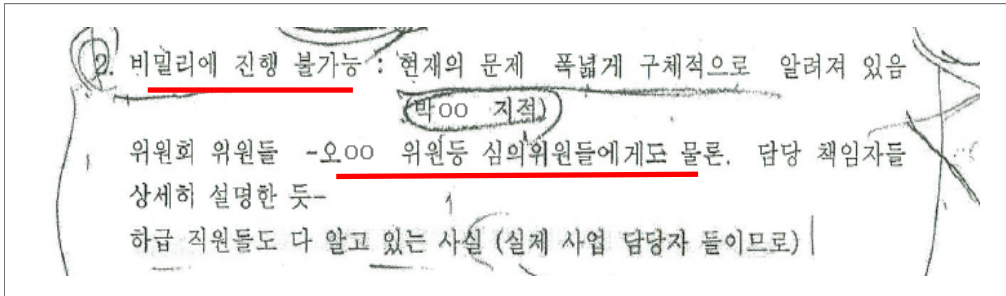 2. 비밀리에 진행 불가능 : 현재의 문제 폭넓게 구체적으로 알려져 있음
(박OO 지적)
위원회 위원들 -오OO 위원등 심의위원들에게도 물론, 담당 책임자들
상세히 설명한 듯-
하급 직원들도 다 알고 있는 사실 (실제 사업 담당자 들이므로)